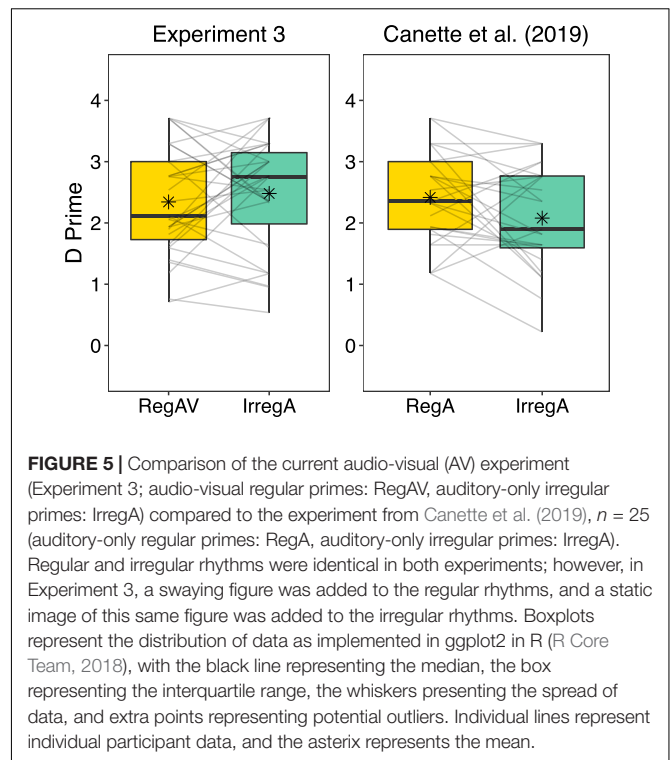 Experiment 3
Canette et al. (2019)
D Prime
4
3
2
1
0
4
3
2
1
0
RegAV
IrregA
RegA
IrregA
FIGURE 5 | Comparison of the current audio-visual (AV) experiment
(Experiment 3; audio-visual regular primes: RegAV, auditory-only irregular
primes: IrregA) compared to the experiment from Canette et al. (2019), n = 25
(auditory-only regular primes: RegA, auditory-only irregular primes: IrregA).
Regular and irregular rhythms were identical in both experiments; however, in
Experiment 3, a swaying figure was added to the regular rhythms, and a static
image of this same figure was added to the irregular rhythms. Boxplots
represent the distribution of data as implemented in ggplot2 in R (R Core
Team, 2018), with the black line representing the median, the box
representing the interquartile range, the whiskers presenting the spread of
data, and extra points representing potential outliers. Individual lines represent
individual participant data, and the asterix represents the mean.